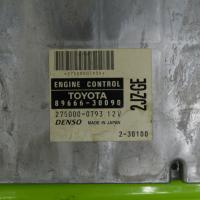 ENGINE CONTROL
TOYOTA
89666-30090
2JZ-GE
275000-0793 12V
DENSO MADE IN JAPAN
2-30100